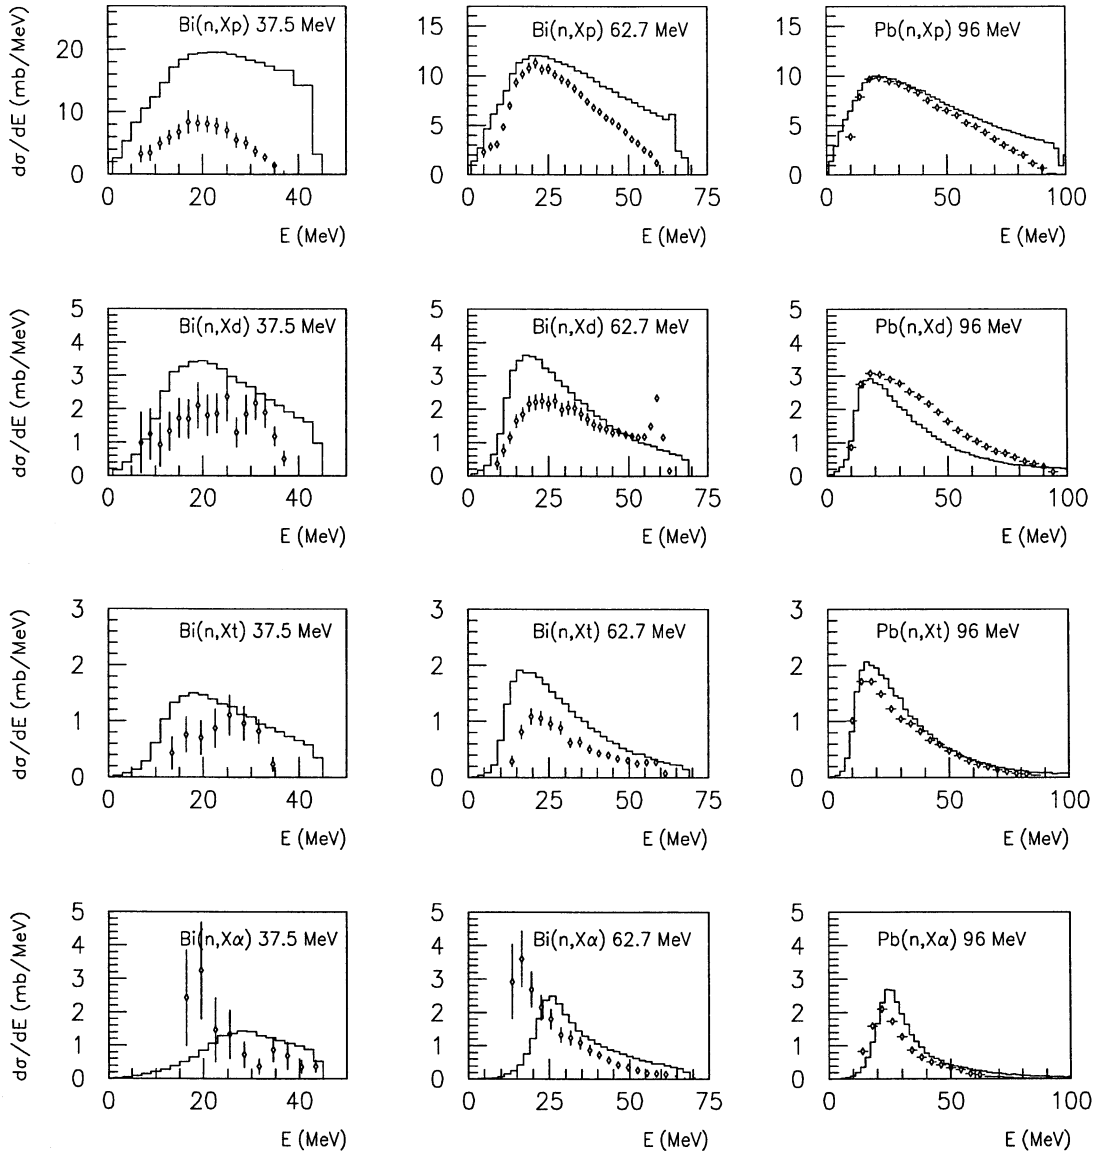 dσ/dE (mb/MeV)
Bi(n,Xp) 37.5 MeV
20
10
0
0 20 40
E (MeV)
Bi(n,Xp) 62.7 MeV
15
10
5
0
0 25 50 75
E (MeV)
Pb(n,Xp) 96 MeV
15
10
5
0
0 50 100
E (MeV)
dσ/dE (mb/MeV)
Bi(n,Xd) 37.5 MeV
5
4
3
2
1
0
0 20 40
E (MeV)
Bi(n,Xd) 62.7 MeV
5
4
3
2
1
0
0 25 50 75
E (MeV)
Pb(n,Xd) 96 MeV
5
4
3
2
1
0
0 50 100
E (MeV)
dσ/dE (mb/MeV)
Bi(n,Xt) 37.5 MeV
3
2
1
0
0 20 40
E (MeV)
Bi(n,Xt) 62.7 MeV
3
2
1
0
0 25 50 75
E (MeV)
Pb(n,Xt) 96 MeV
3
2
1
0
0 50 100
E (MeV)
dσ/dE (mb/MeV)
Bi(n,Xα) 37.5 MeV
5
4
3
2
1
0
0 20 40
E (MeV)
Bi(n,Xα) 62.7 MeV
5
4
3
2
1
0
0 25 50 75
E (MeV)
Pb(n,Xα) 96 MeV
5
4
3
2
1
0
0 50 100
E (MeV)